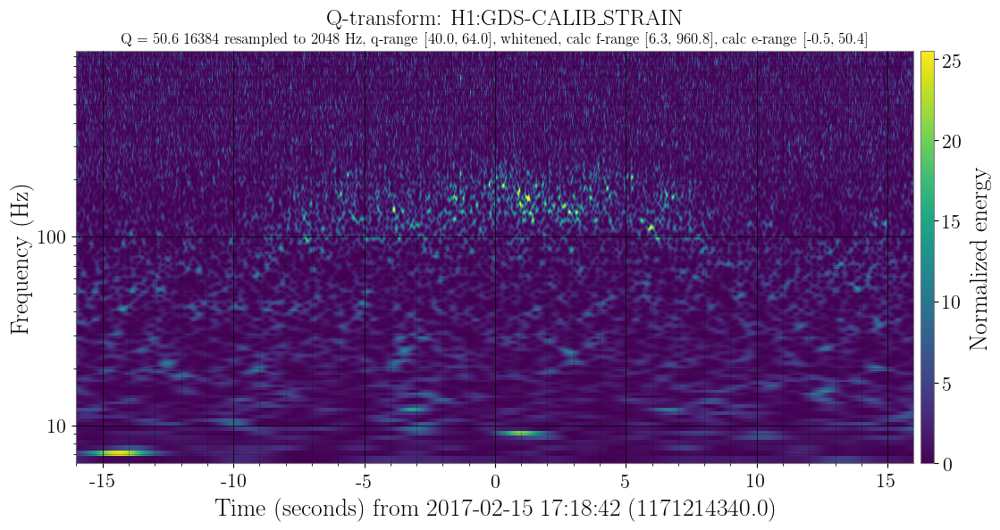 Q-transform: H1:GDS-CALIB_STRAIN
Q = 50.6 16384 resampled to 2048 Hz, q-range [40.0, 64.0], whitened, calc f-range [6.3, 960.8], calc e-range [-0.5, 50.4]
Frequency (Hz)
100
10
-15 -10 -5 0 5 10 15
Time (seconds) from 2017-02-15 17:18:42 (1171214340.0)
25
20
15
10
5
0
Normalized energy